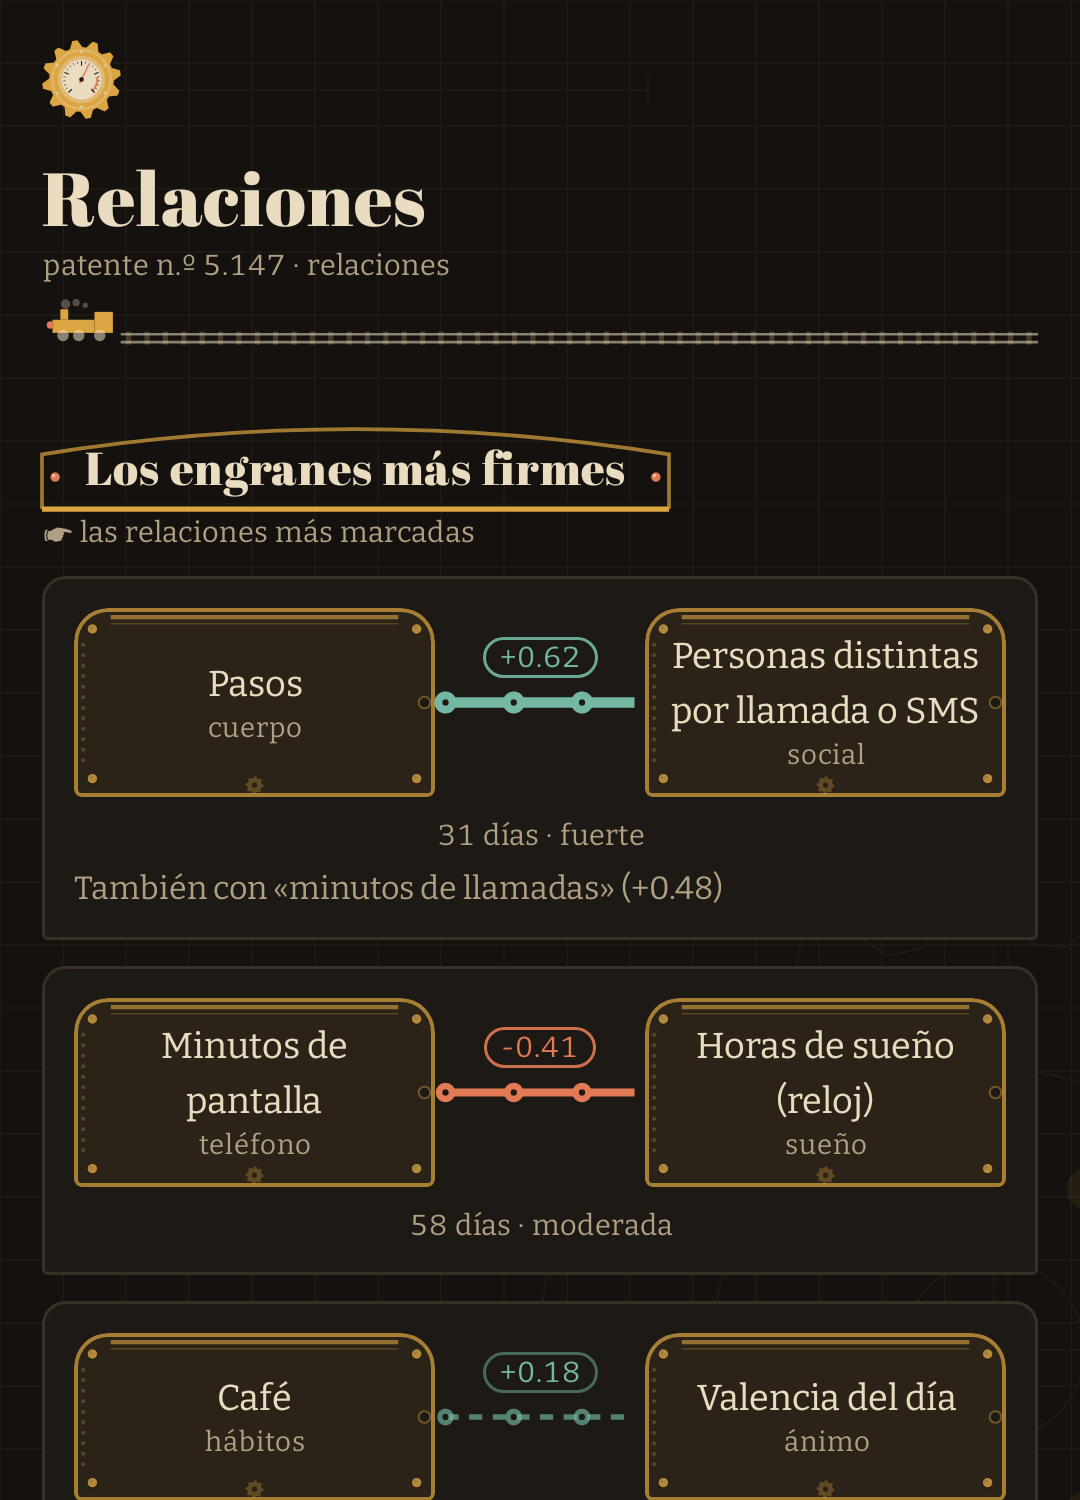 Relaciones
patente n.º 5.147 · relaciones
Los engranes más firmes
☛ las relaciones más marcadas
Pasos
cuerpo
+0.62
Personas distintas
por llamada o SMS
social
31 días · fuerte
También con «minutos de llamadas» (+0.48)
Minutos de
pantalla
teléfono
-0.41
Horas de sueño
(reloj)
sueño
58 días · moderada
Café
hábitos
+0.18
Valencia del día
ánimo